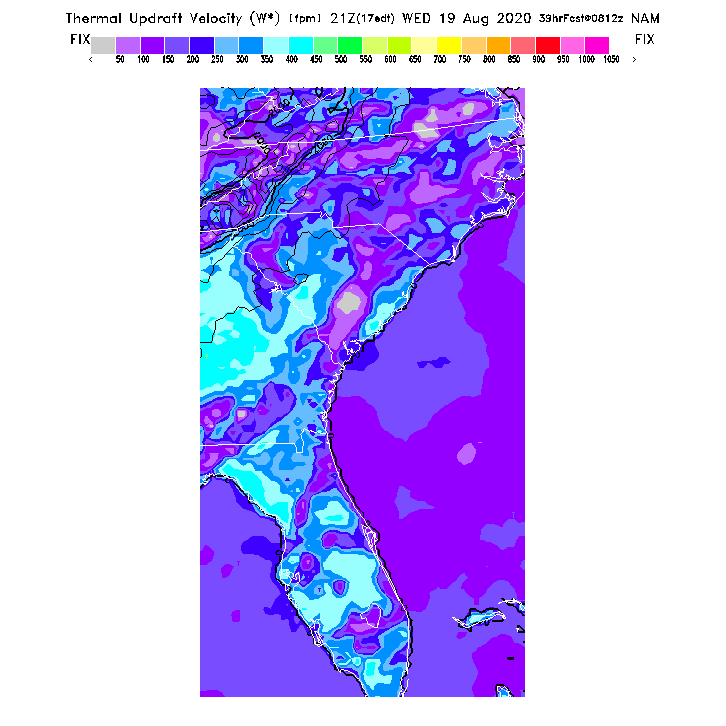 Thermal Updraft Velocity (W*) [fpm] 21Z(17edt) WED 19 Aug 2020 39hrFcst@0812z NAM
FIX FIX
< 50 100 150 200 250 300 350 400 450 500 550 600 650 700 750 800 850 900 950 1000 1050 >